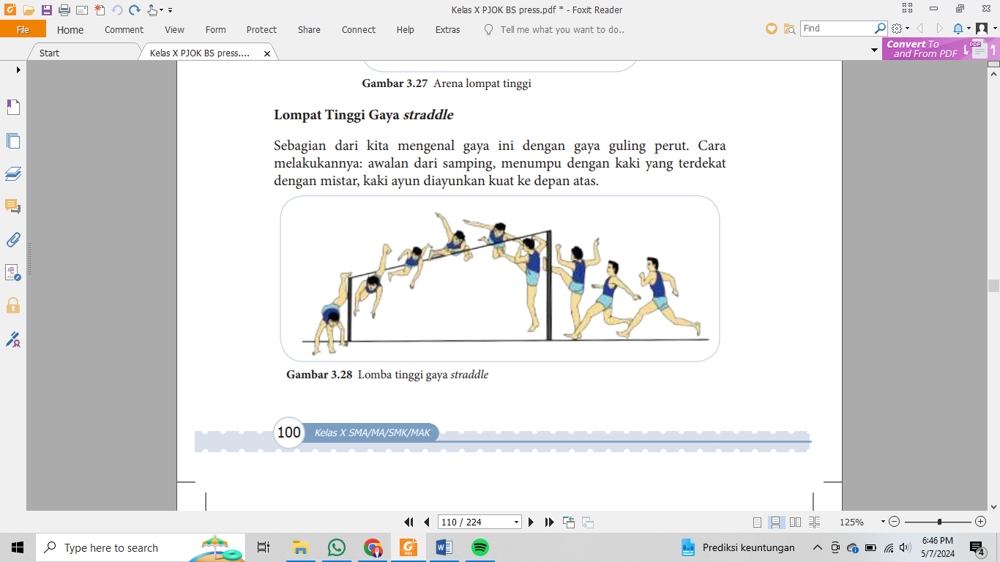 Kelas X PJOK BS press.pdf * - Foxit Reader
File Home Comment View Form Protect Share Connect Help Extras Tell me what you want to do.. Find
Start Kelas X PJOK BS press.... Convert To
and From PDF
PDF
Gambar 3.27 Arena lompat tinggi
Lompat Tinggi Gaya straddle
Sebagian dari kita mengenal gaya ini dengan gaya guling perut. Cara
melakukannya: awalan dari samping, menumpu dengan kaki yang terdekat
dengan mistar, kaki ayun diayunkan kuat ke depan atas.
Gambar 3.28 Lomba tinggi gaya straddle
100 Kelas X SMA/MA/SMK/MAK
110 / 224 125%
Type here to search Prediksi keuntungan 6:46 PM
5/7/2024 4